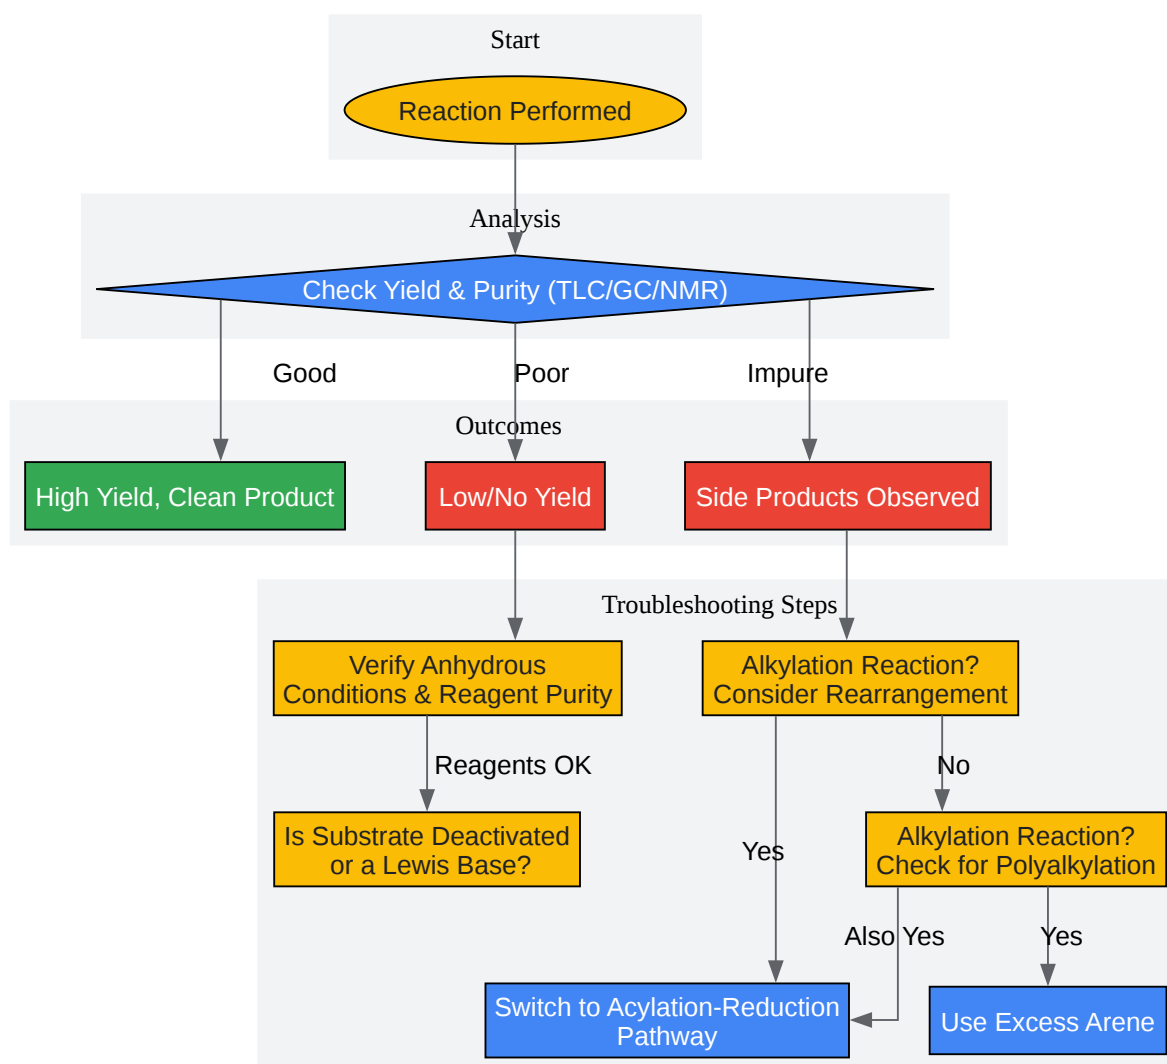 Start
Reaction Performed
Analysis
Check Yield & Purity (TLC/GC/NMR)
Good
Poor
Impure
Outcomes
High Yield, Clean Product
Low/No Yield
Side Products Observed
Troubleshooting Steps
Verify Anhydrous
Conditions & Reagent Purity
Alkylation Reaction?
Consider Rearrangement
Reagents OK
No
Is Substrate Deactivated
or a Lewis Base?
Yes
Alkylation Reaction?
Check for Polyalkylation
Also Yes
Yes
Switch to Acylation-Reduction
Pathway
Use Excess Arene